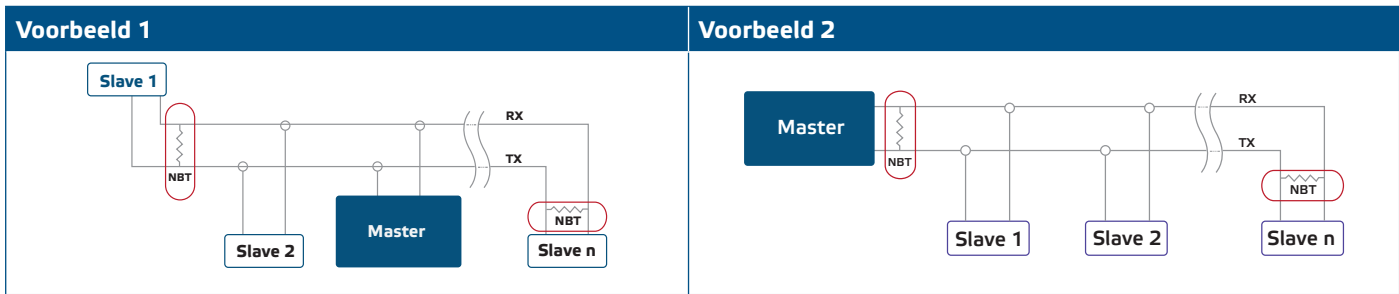 Voorbeeld 1
Slave 1
RX
TX
NBT
NBT
Master
Slave 2
Slave n
Voorbeeld 2
RX
Master
TX
NBT
NBT
Slave 1
Slave 2
Slave n